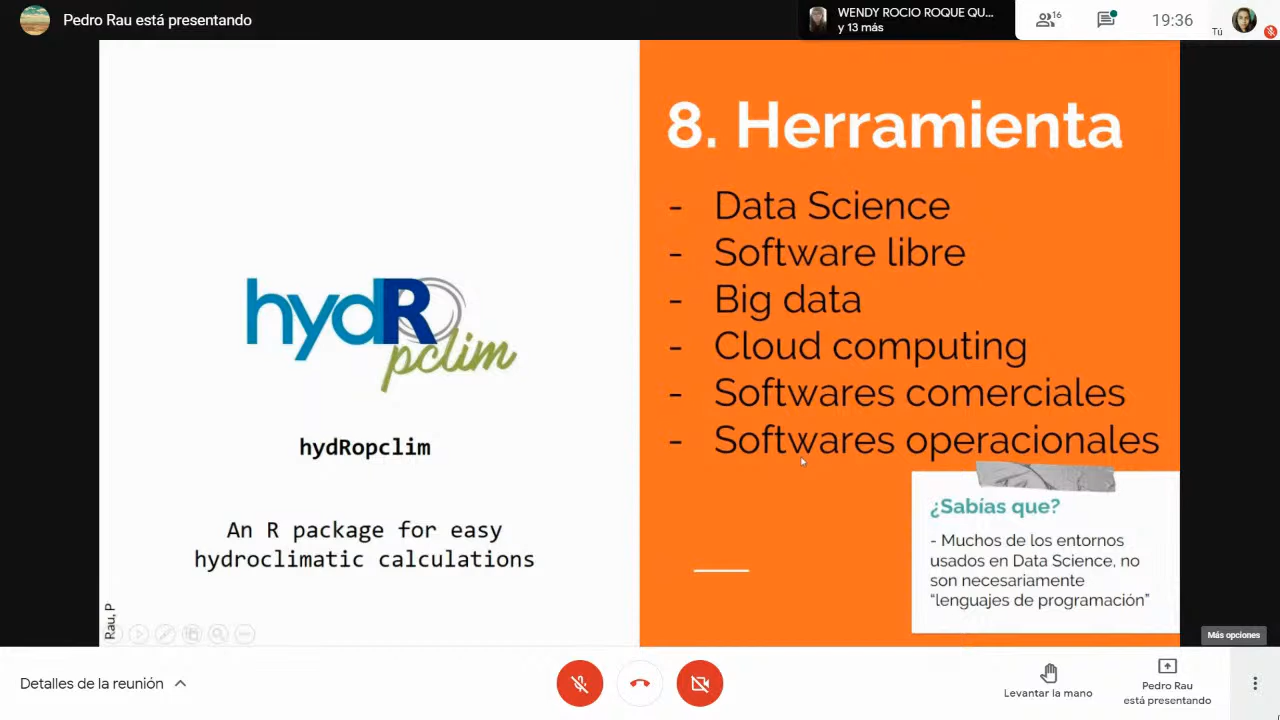 Pedro Rau está presentando
WENDY ROCIO ROQUE QU...
y 13 más
16
19:36
Tú
8. Herramienta
- Data Science
- Software libre
- Big data
- Cloud computing
- Softwares comerciales
- Softwares operacionales
hydRopclim
hydRopclim
An R package for easy
hydroclimatic calculations
Rau, P
¿Sabías que?
- Muchos de los entornos
usados en Data Science, no
son necesariamente
“lenguajes de programación”
Más opciones
Detalles de la reunión
Levantar la mano
Pedro Rau
está presentando